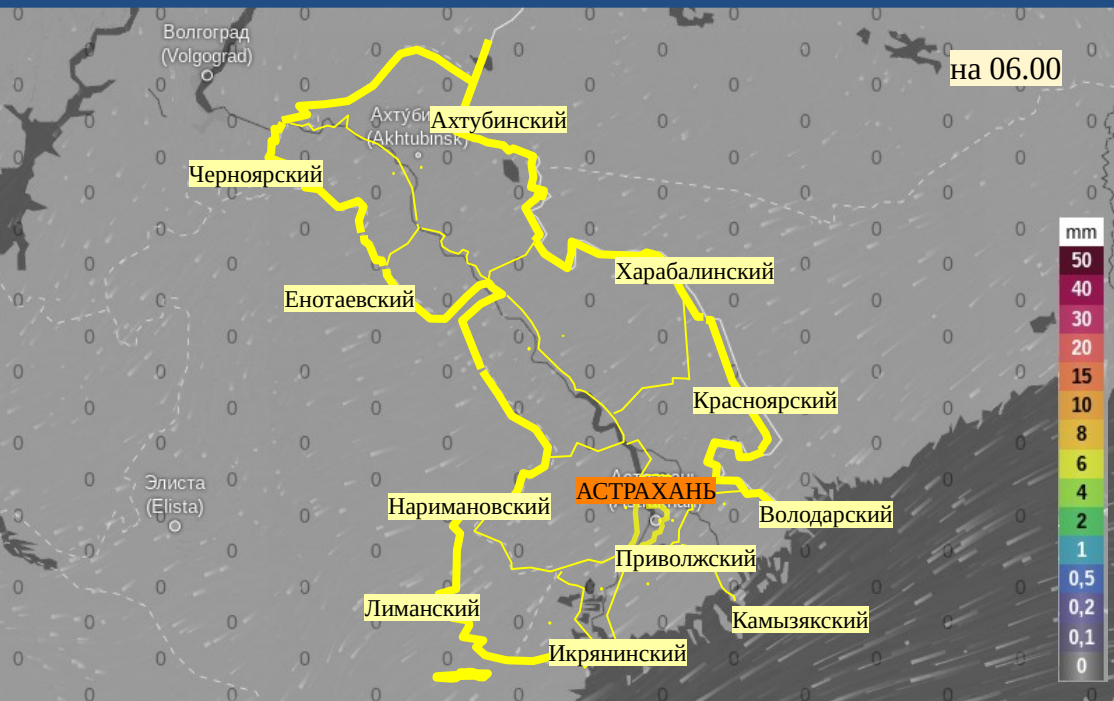 Волгоград
(Volgograd)
на 06.00
Ахтуби
Ахтубинский
(Akhtubinsk)
Черноярский
mm
50
Харабалинский
40
Енотаевский
30
20
15
Красноярский
10
8
6
Элиста
(Elista)
АСТРАХАНЬ
4
Наримановский
Володарский
2
1
Приволжский
0,5
Лиманский
0,2
Камызякский
0,1
Икрянинский
0